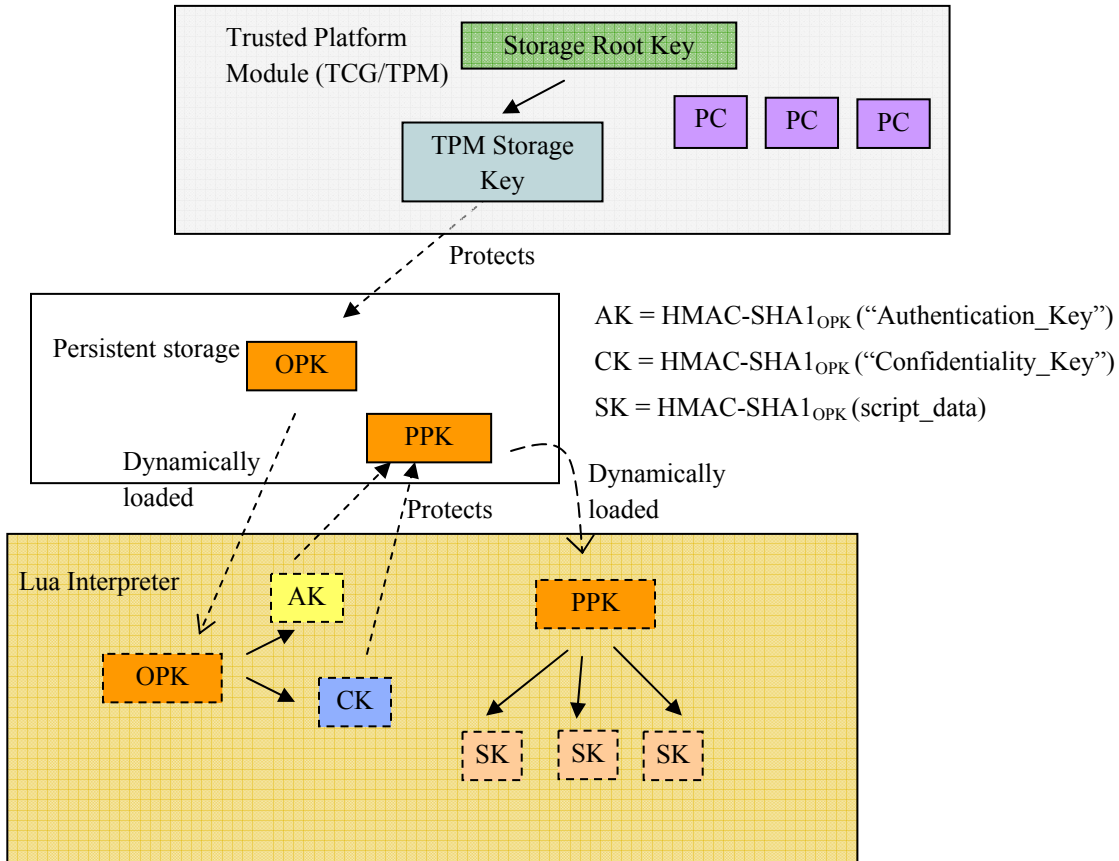 Trusted Platform
Module (TCG/TPM)
Storage Root Key
PC
PC
PC
TPM Storage
Key
Protects
Persistent storage
OPK
PPK
AK = HMAC-SHA1OPK (“Authentication_Key”)
CK = HMAC-SHA1OPK (“Confidentiality_Key”)
SK = HMAC-SHA1OPK (script_data)
Dynamically
loaded
Protects
Dynamically
loaded
Lua Interpreter
AK
PPK
OPK
CK
SK
SK
SK